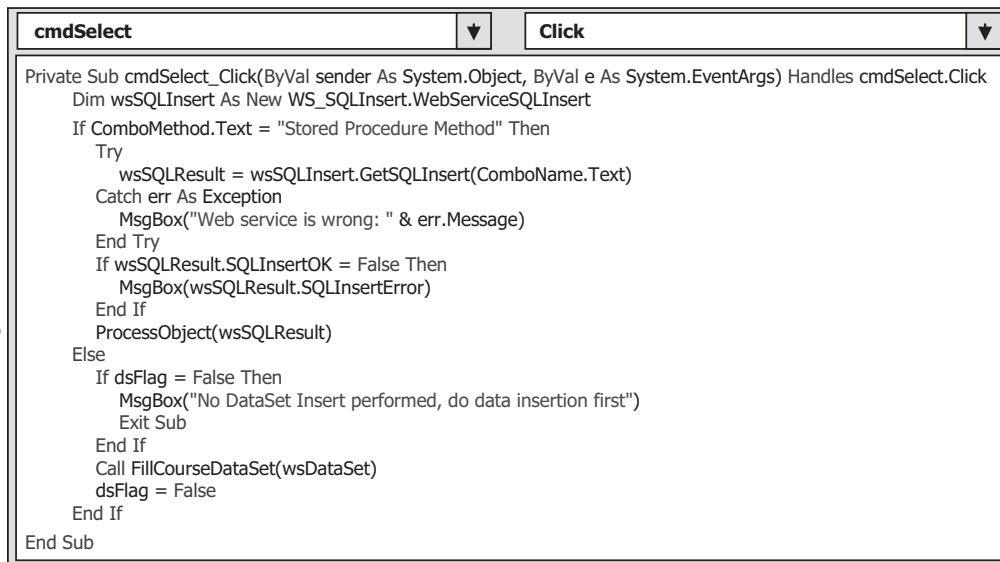 cmdSelect
Click
Private Sub cmdSelect_Click(ByVal sender As System.Object, ByVal e As System.EventArgs) Handles cmdSelect.Click
Dim wsSQLInsert As New WS_SQLInsert.WebServiceSQLInsert
If ComboMethod.Text = "Stored Procedure Method" Then
Try
wsSQLResult = wsSQLInsert.GetSQLInsert(ComboName.Text)
Catch err As Exception
MsgBox("Web service is wrong: " & err.Message)
End Try
If wsSQLResult.SQLInsertOK = False Then
MsgBox(wsSQLResult.SQLInsertError)
End If
ProcessObject(wsSQLResult)
Else
If dsFlag = False Then
MsgBox("No DataSet Insert performed, do data insertion first")
Exit Sub
End If
Call FillCourseDataSet(wsDataSet)
dsFlag = False
End If
End Sub